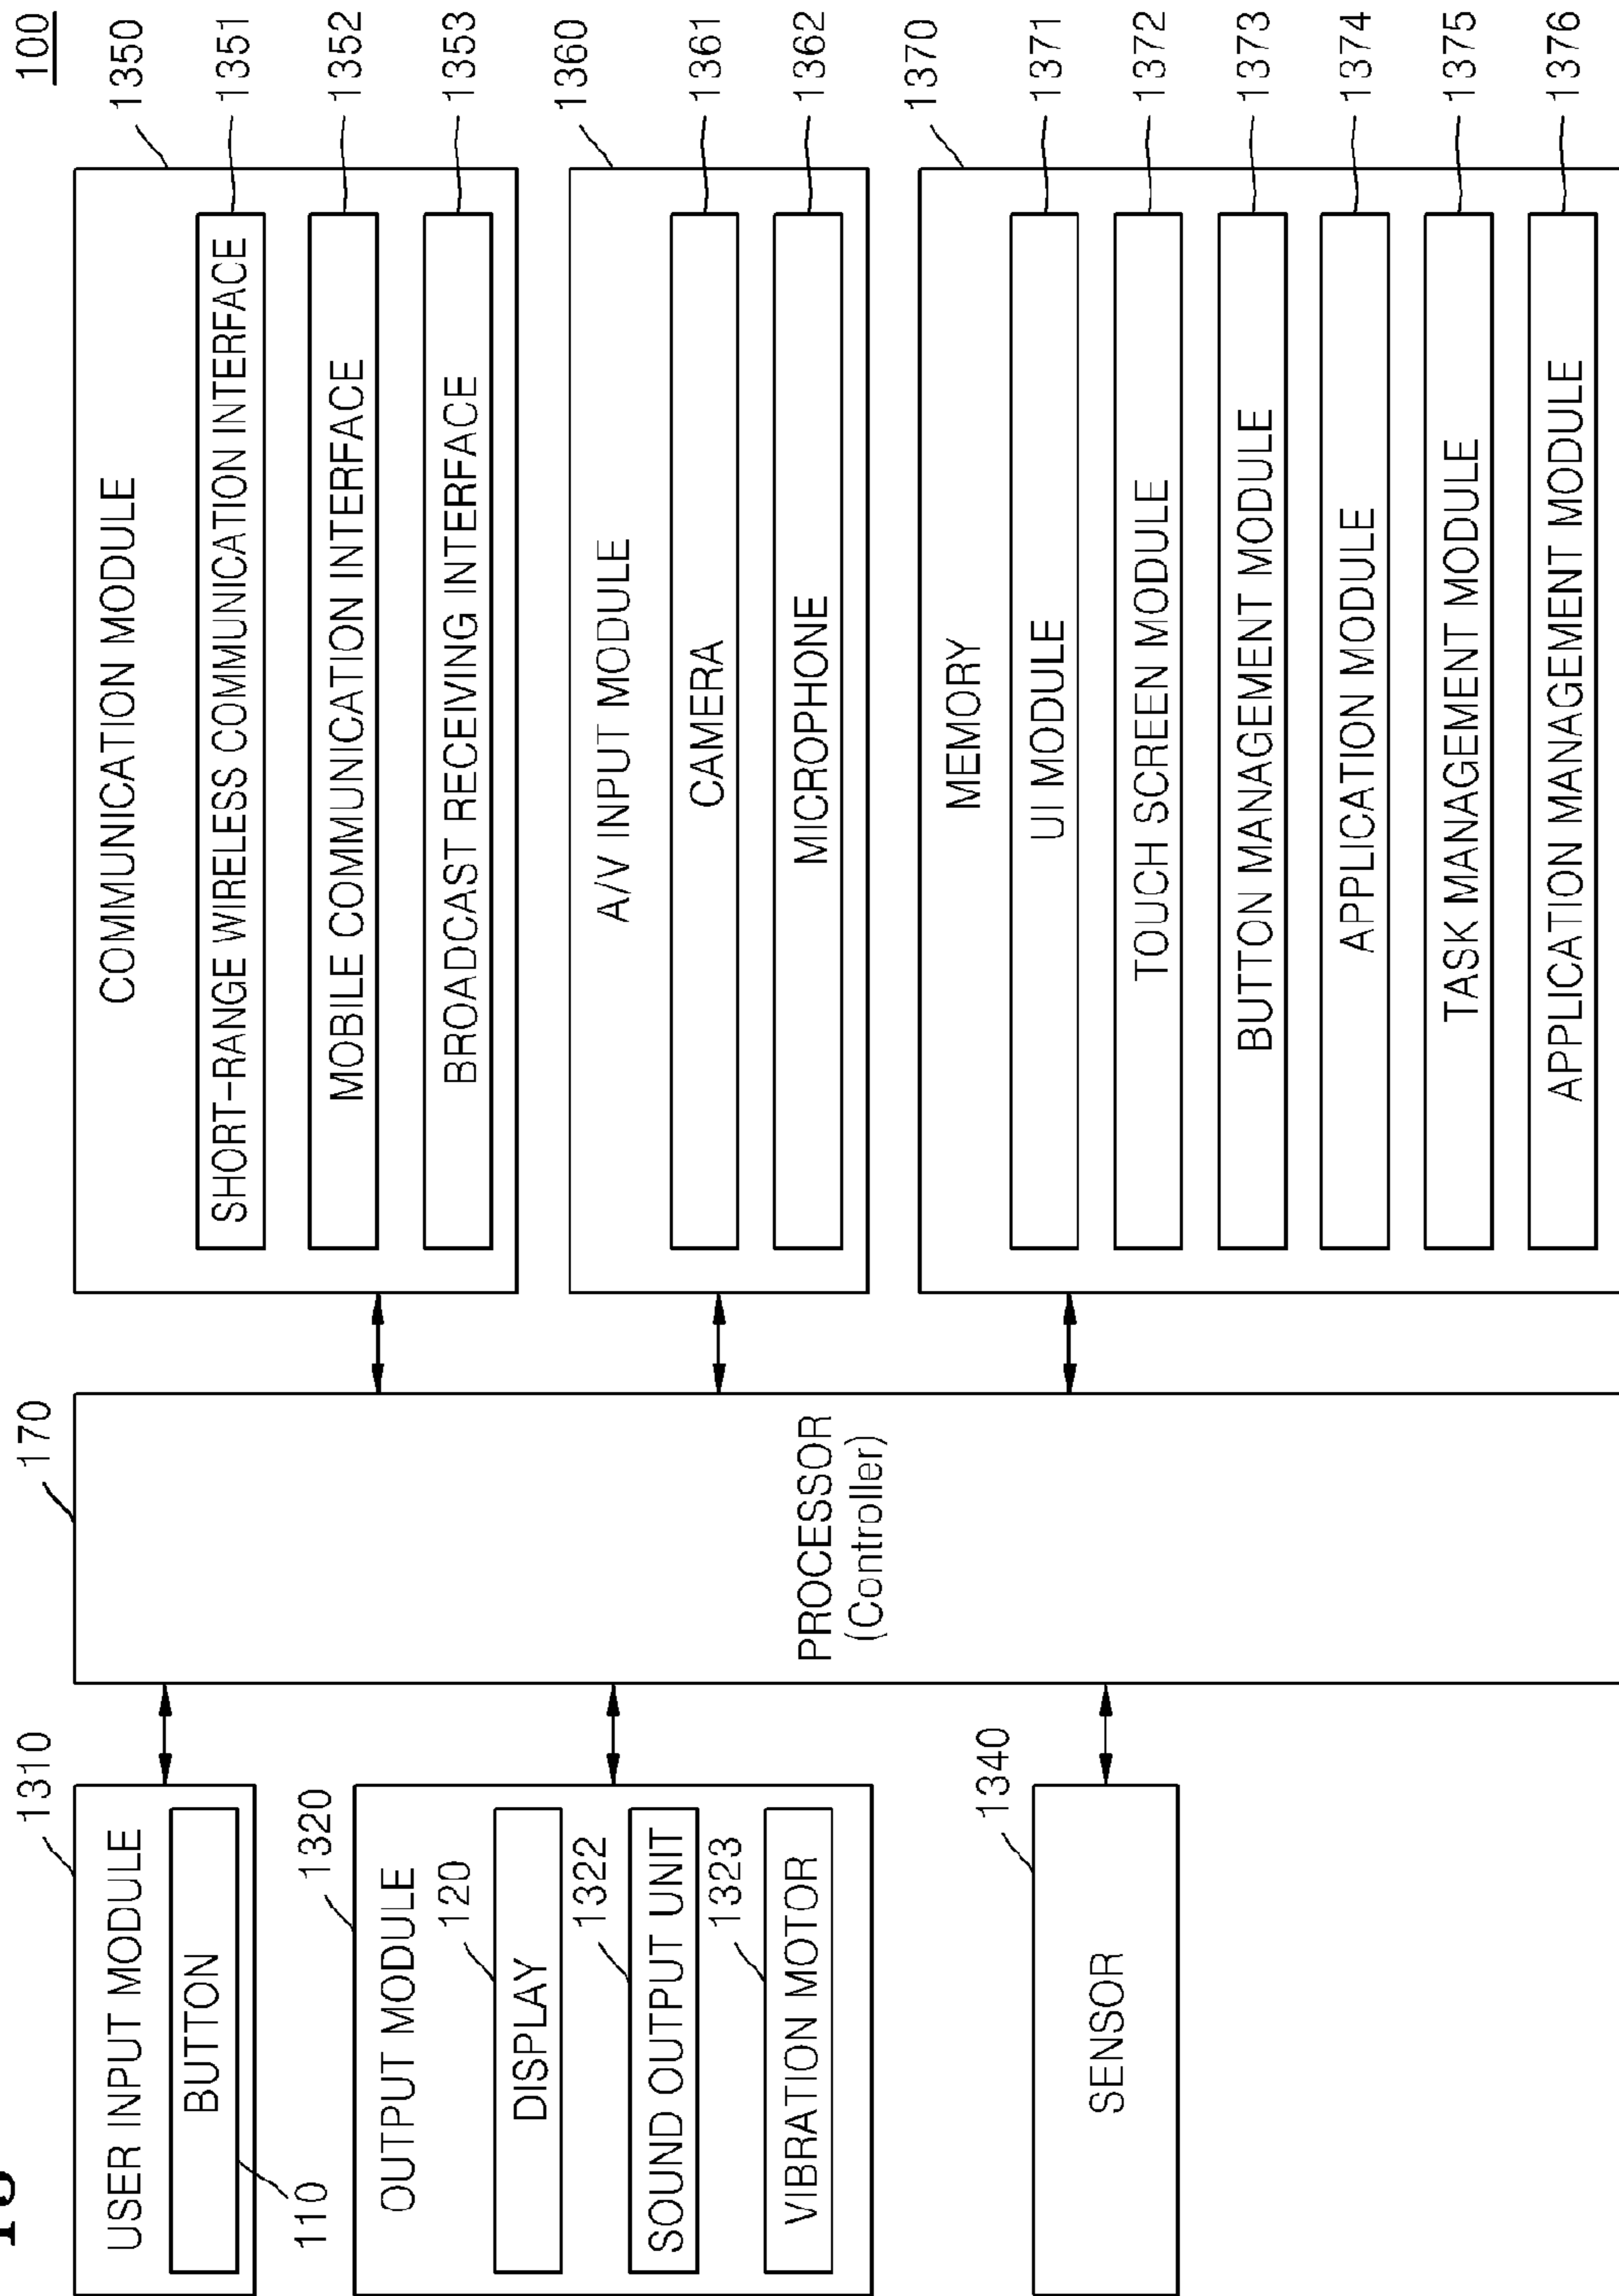 100
1310
USER INPUT MODULE
BUTTON
110
1320
OUTPUT MODULE
120
DISPLAY
1322
SOUND OUTPUT UNIT
1323
VIBRATION MOTOR
1340
SENSOR
170
PROCESSOR
(Controller)
1350
COMMUNICATION MODULE
SHORT-RANGE WIRELESS COMMUNICATION INTERFACE
1351
MOBILE COMMUNICATION INTERFACE
1352
BROADCAST RECEIVING INTERFACE
1353
1360
A/V INPUT MODULE
CAMERA
1361
MICROPHONE
1362
1370
MEMORY
UI MODULE
1371
TOUCH SCREEN MODULE
1372
BUTTON MANAGEMENT MODULE
1373
APPLICATION MODULE
1374
TASK MANAGEMENT MODULE
1375
APPLICATION MANAGEMENT MODULE
1376